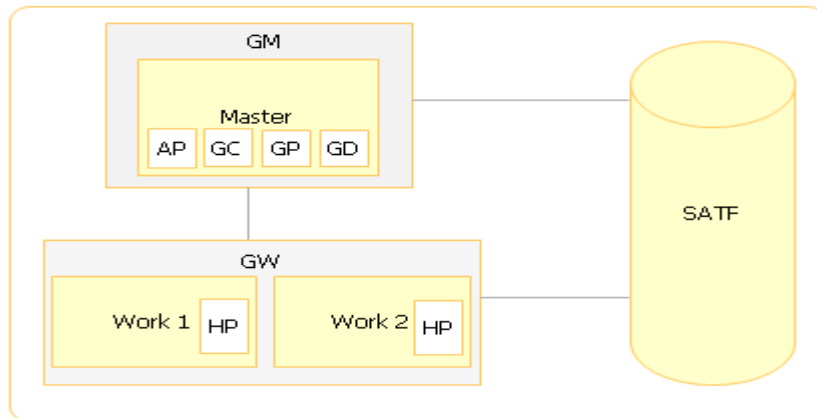 GM
Master
AP GC GP GD
SATF
GW
Work 1 HP Work 2 HP